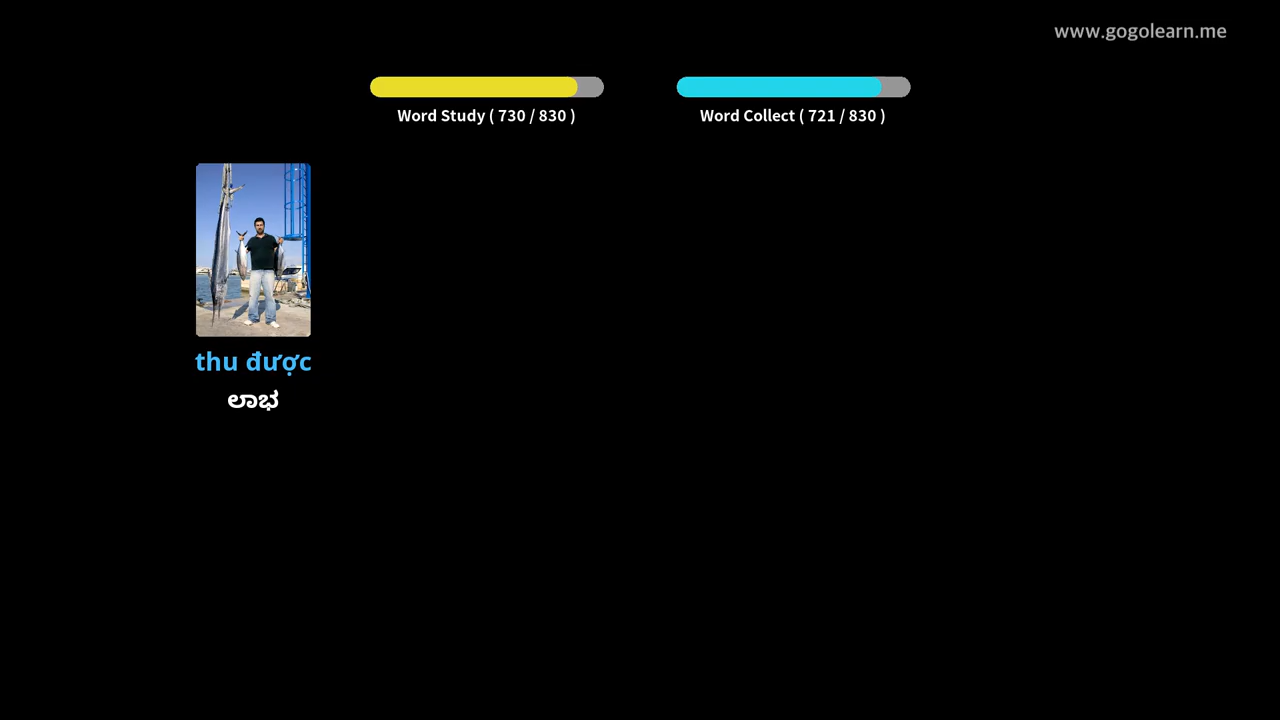 www.gogolearn.me
Word Study ( 730 / 830 )
Word Collect ( 721 / 830 )
thu được
ಲಾಭ